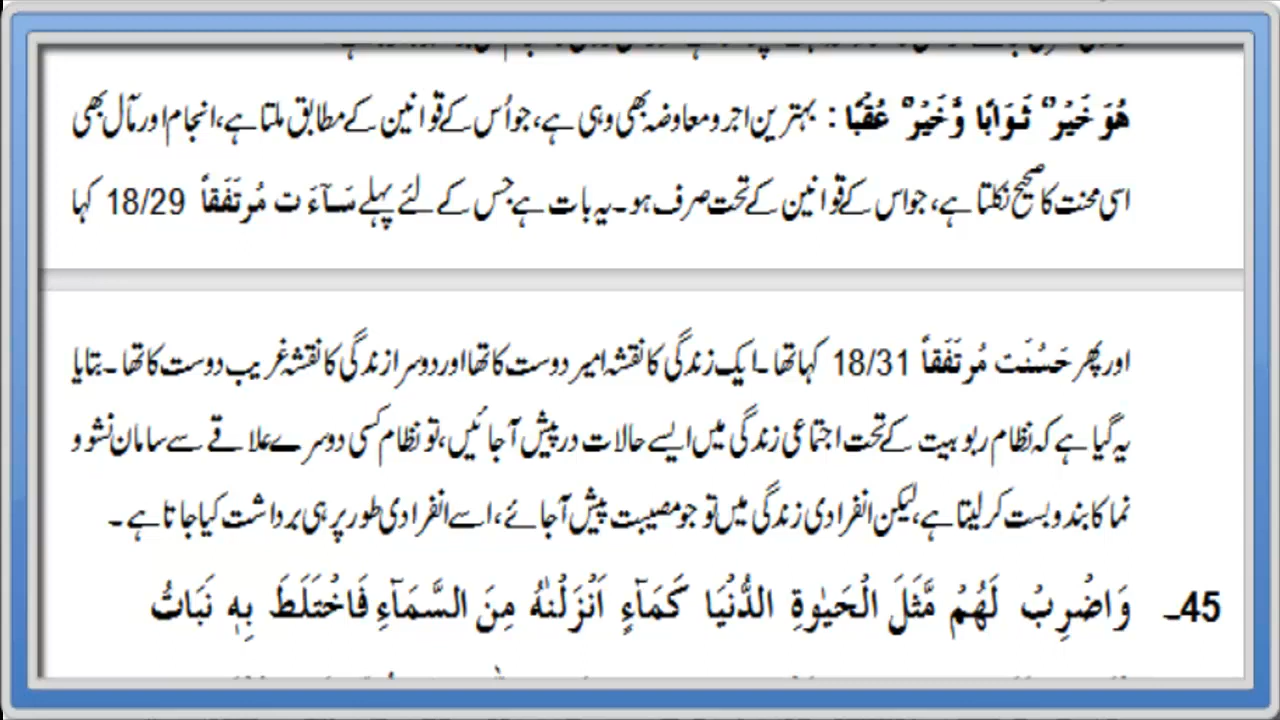 هُوَ خَيْرٌ ثَوَابًا وَّخَيْرٌ عُقْبًا : بہترین اجر و معاوضہ بھی وہی ہے، جو اُس کے قوانین کے مطابق ملتا ہے، انجام اور مآل بھی
اسی محنت کا صحیح نکلتا ہے، جو اس کے قوانین کے تحت صرف ہو۔ یہ بات ہے جس کے لئے پہلے سَآءَ ت مُرتَفَقاً 18/29 کہا
اور پھر حَسُنَت مُرتَفَقاً 18/31 کہا تھا۔ ایک زندگی کا نقشہ امیر دوست کا تھا اور دوسرا زندگی کا نقشہ غریب دوست کا تھا۔ بتایا
یہ گیا ہے کہ نظام ربوبیت کے تحت اجتماعی زندگی میں ایسے حالات در پیش آ جائیں، تو نظام کسی دوسرے علاقے سے سامان نشو و
نما کا بندوبست کر لیتا ہے، لیکن انفرادی زندگی میں تو جو مصیبت پیش آ جائے، اسے انفرادی طور پر ہی برداشت کیا جاتا ہے۔
45۔ وَاضْرِبْ لَهُمْ مَّثَلَ الْحَيٰوةِ الدُّنْيَا كَمَآءٍ اَنْزَلْنٰهُ مِنَ السَّمَآءِ فَاخْتَلَطَ بِهٖ نَبَاتُ